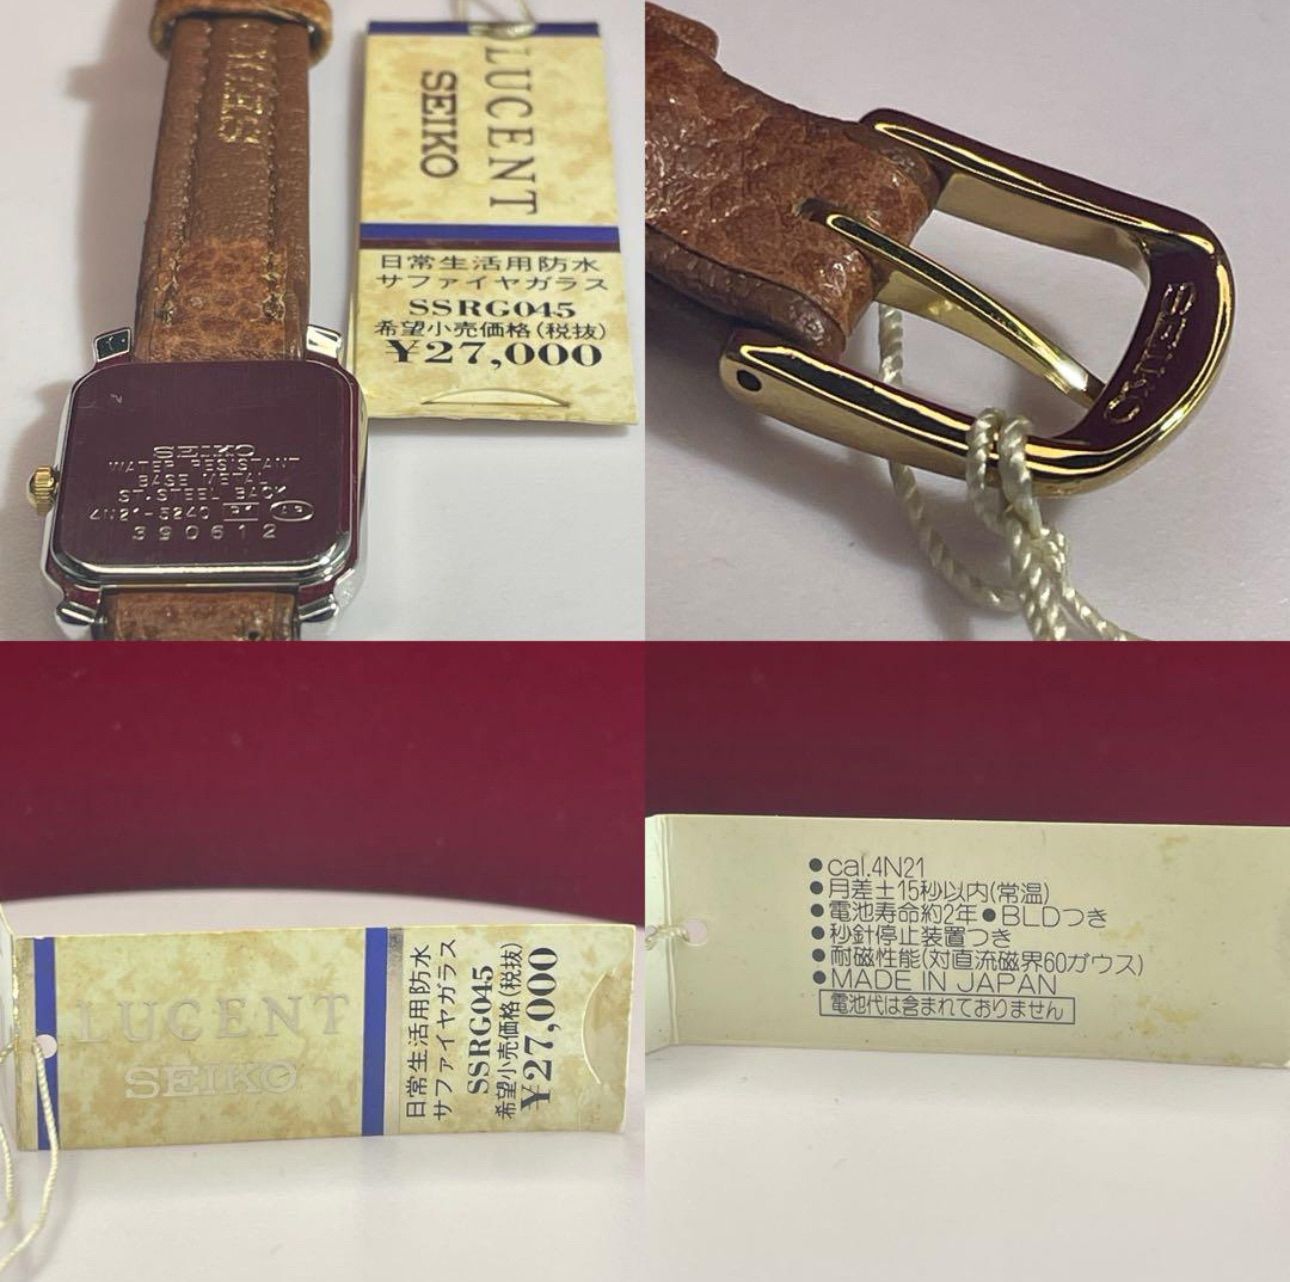 SEIKO
LUCENT
SEIKO
日常生活用防水
サファイヤガラス
SSRG045
希望小売価格(税抜)
¥27,000
SEIKO
WATER RESISTANT
BASE METAL
ST.STEEL BACK
4N21-5240 R1
390612
SEIKO
LUCENT
SEIKO
日常生活用防水
サファイヤガラス
SSRG045
希望小売価格(税抜)
¥27,000
●cal.4N21
●月差±15秒以内(常温)
●電池寿命約2年●BLDつき
●秒針停止装置つき
●耐磁性能(対直流磁界60ガウス)
●MADE IN JAPAN
電池代は含まれておりません